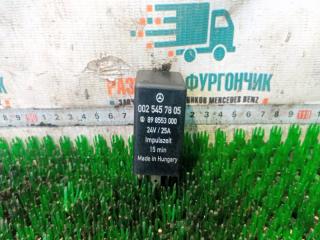 РАЗ ФУРГОНЧИК
НИКОВ MERCEDES BENZ
002 545 78 05
89 8553 000
24V / 25A
Impulszeit
15 min
Made in Hungary